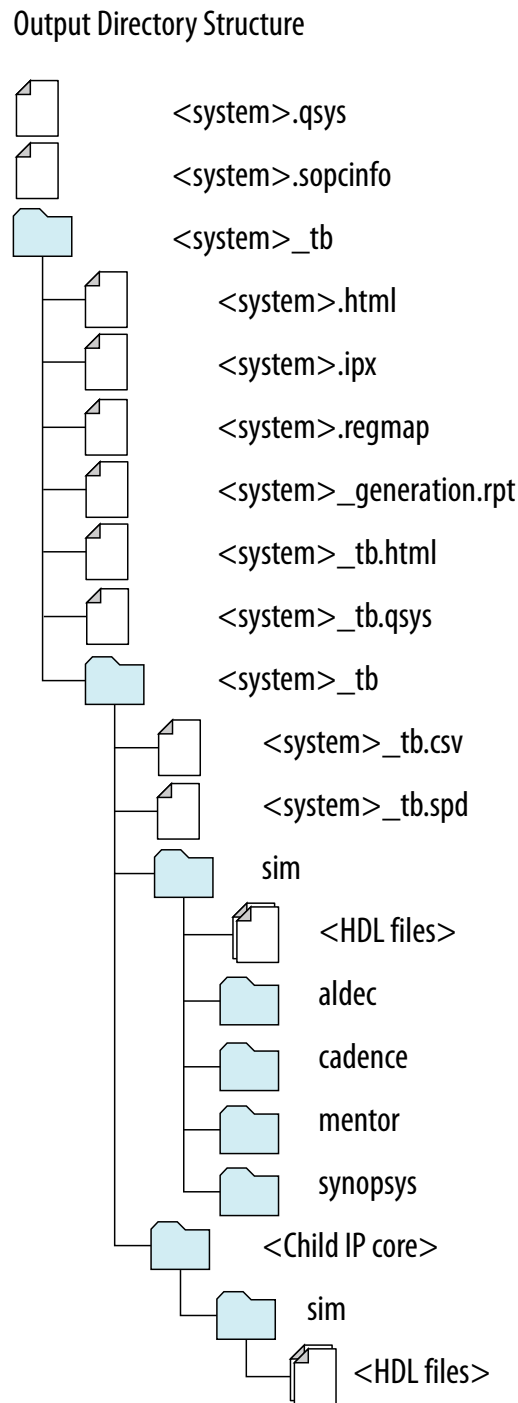 Output Directory Structure
<system>.qsys
<system>.sopcinfo
<system>_tb
<system>.html
<system>.ipx
<system>.regmap
<system>_generation.rpt
<system>_tb.html
<system>_tb.qsys
<system>_tb
<system>_tb.csv
<system>_tb.spd
sim
<HDL files>
aldec
cadence
mentor
synopsys
<Child IP core>
sim
<HDL files>